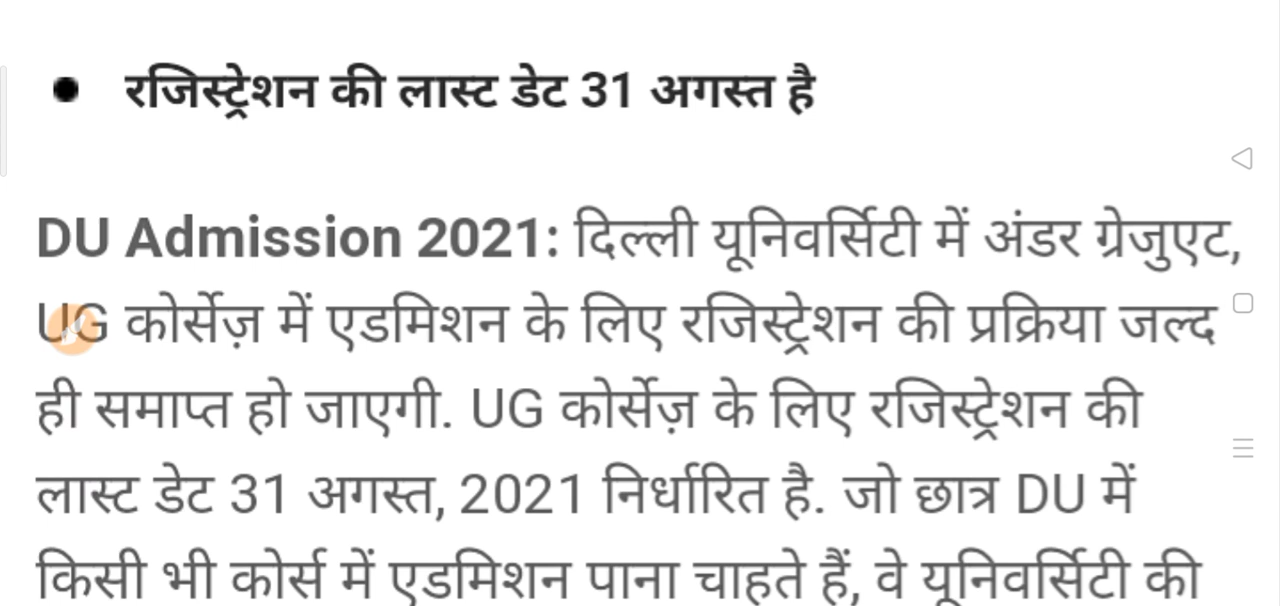 • रजिस्ट्रेशन की लास्ट डेट 31 अगस्त है
DU Admission 2021: दिल्ली यूनिवर्सिटी में अंडर ग्रेजुएट,
UG कोर्सेज़ में एडमिशन के लिए रजिस्ट्रेशन की प्रक्रिया जल्द
ही समाप्त हो जाएगी. UG कोर्सेज़ के लिए रजिस्ट्रेशन की
लास्ट डेट 31 अगस्त, 2021 निर्धारित है. जो छात्र DU में
किसी भी कोर्स में एडमिशन पाना चाहते हैं, वे यूनिवर्सिटी की